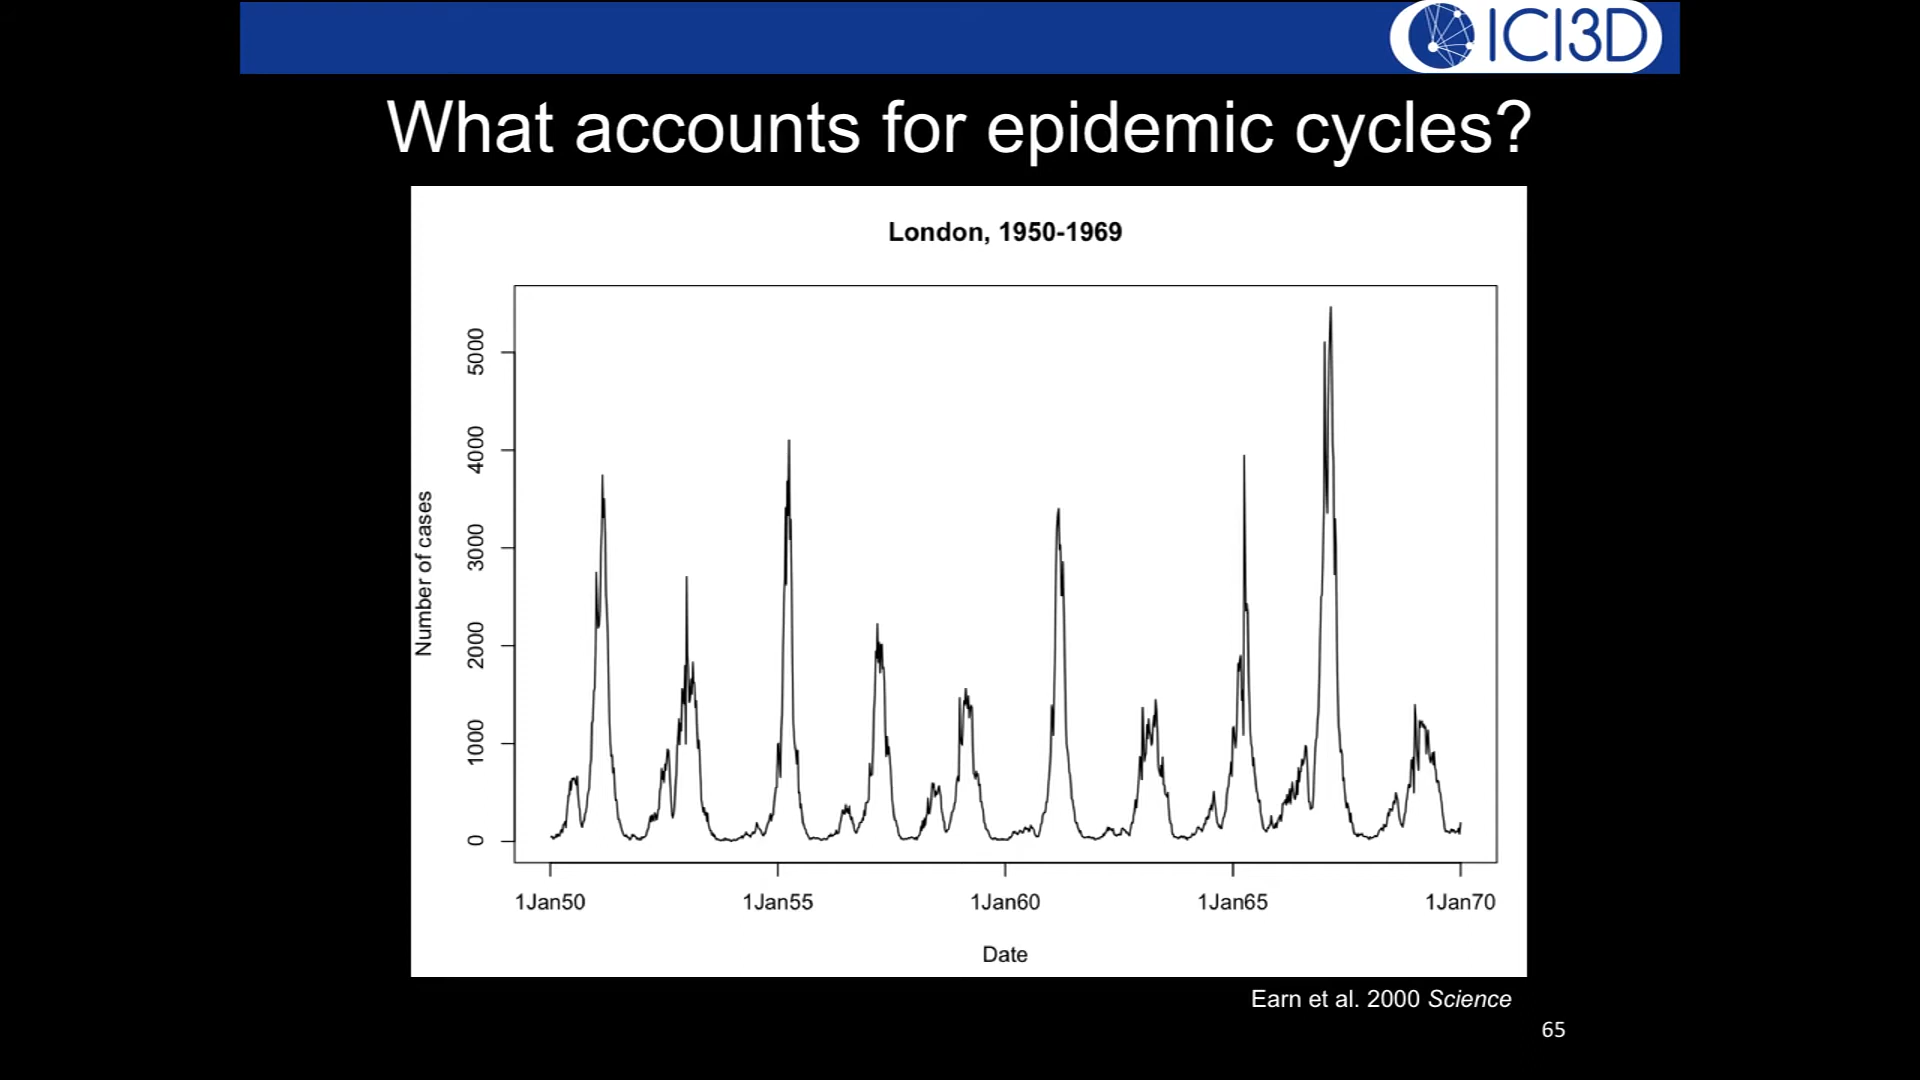 ICI3D
What accounts for epidemic cycles?
London, 1950-1969
Number of cases
5000
4000
3000
2000
1000
0
1Jan50 1Jan55 1Jan60 1Jan65 1Jan70
Date
Earn et al. 2000 Science
65